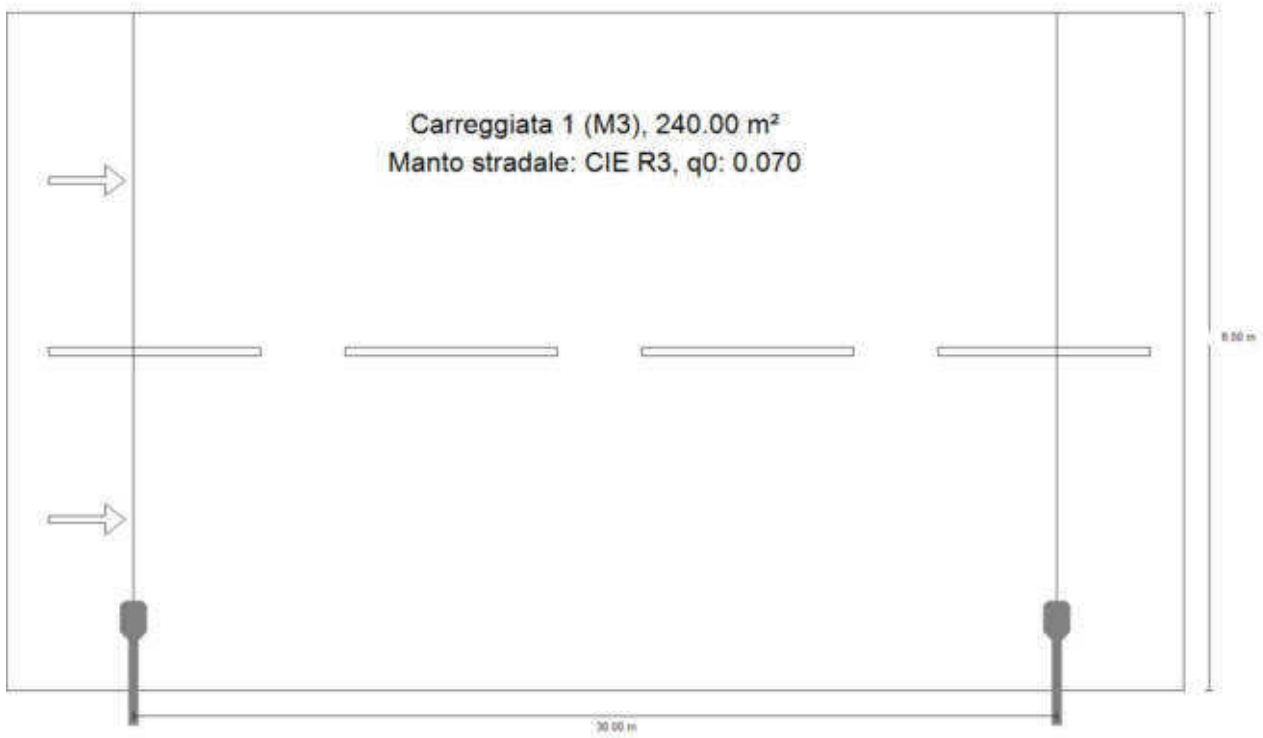 Carreggiata 1 (M3), 240.00 m²
Manto stradale: CIE R3, q0: 0.070
8.00 m
30.00 m